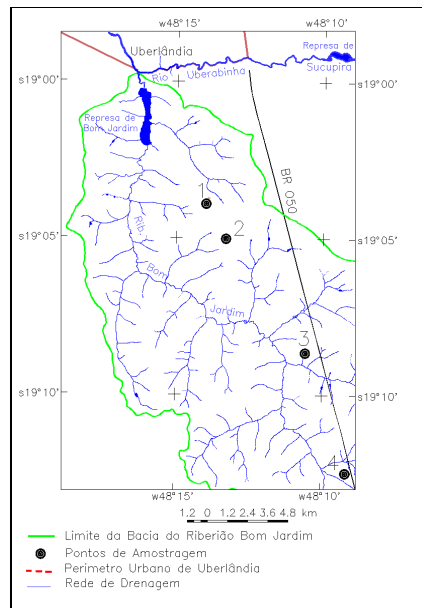 w48°15' w48°10'
Uberlândia
Represa de
Sucupira
Rio Uberabinha
s19°00' s19°00'
Represa de
Bom Jardim
BR 050
1
2
s19°05' s19°05'
Rib.
Bom
Jardim
3
s19°10' s19°10'
4
w48°15' w48°10'
1.2 0 1.2 2.4 3.6 4.8 km
Limite da Bacia do Riberião Bom Jardim
Pontos de Amostragem
Perímetro Urbano de Uberlândia
Rede de Drenagem